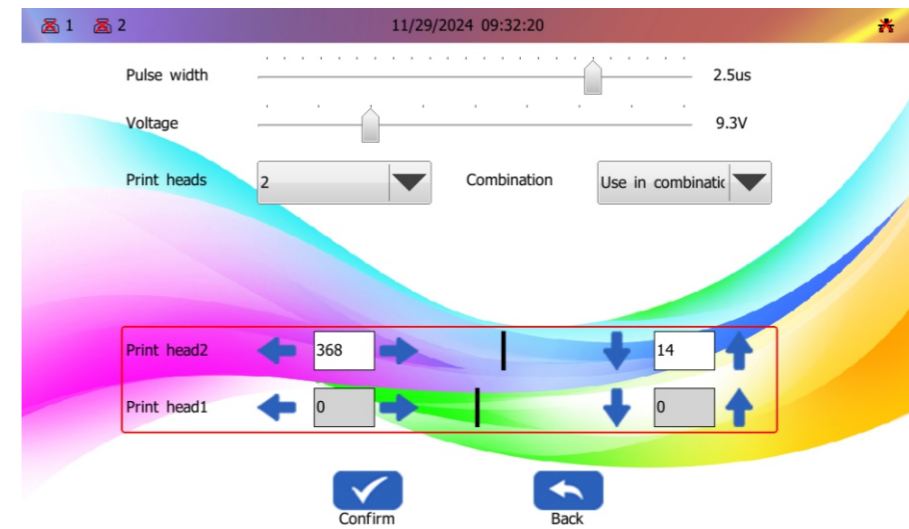 1 2 11/29/2024 09:32:20
Pulse width 2.5us
Voltage 9.3V
Print heads 2 Combination Use in combinatic
Print head2 368 14
Print head1 0 0
Confirm Back